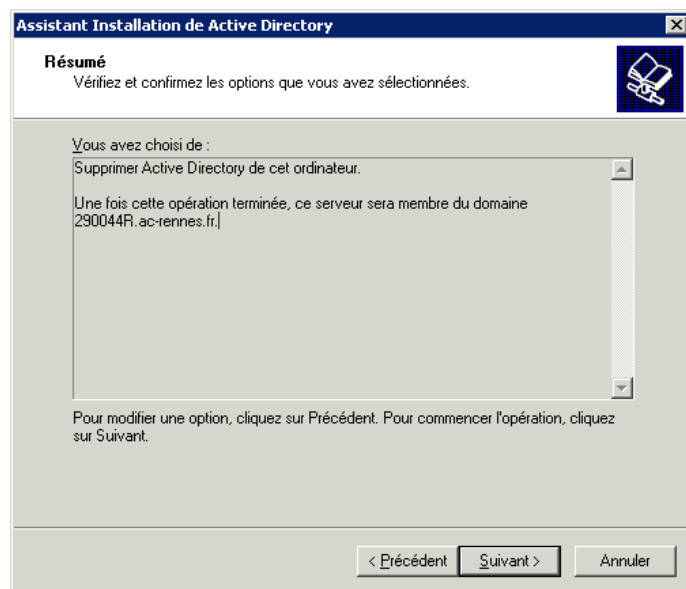 Assistant Installation de Active Directory
Résumé
Vérifiez et confirmez les options que vous avez sélectionnées.
Vous avez choisi de :
Supprimer Active Directory de cet ordinateur.
Une fois cette opération terminée, ce serveur sera membre du domaine
290044R.ac-rennes.fr.
Pour modifier une option, cliquez sur Précédent. Pour commencer l'opération, cliquez
sur Suivant.
< Précédent Suivant > Annuler